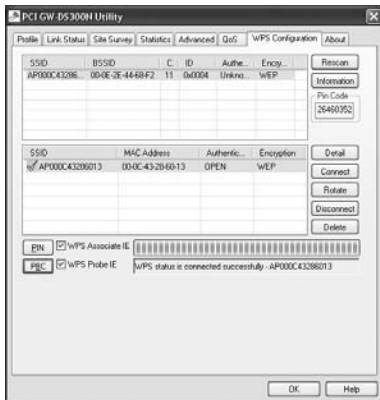 PCI GW-DS300N Utility
Profile Link Status Site Survey Statistics Advanced QoS WPS Configuration About
SSID BSSID C. ID Authe... Encry...
AP000C43286... 00-0E-2E-44-68-F2 11 0x0004 Unkno... WEP
Rescan
Information
Pin Code
26460352
SSID MAC Address Authentic... Encryption
AP000C43286013 00-0C-43-28-60-13 OPEN WEP
Detail
Connect
Rotate
Disconnect
Delete
PIN WPS Associate IE
PBC WPS Probe IE WPS status is connected successfully - AP000C43286013
OK Help